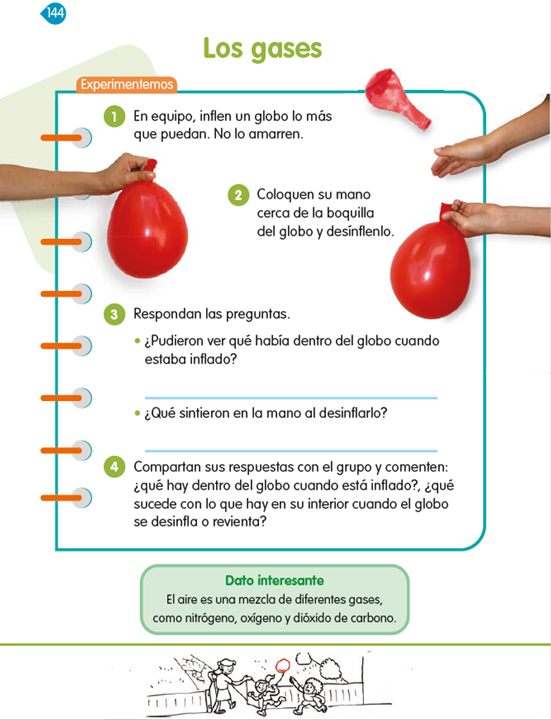 144
Los gases
Experimentemos
1 En equipo, inflen un globo lo más
que puedan. No lo amarren.
2 Coloquen su mano
cerca de la boquilla
del globo y desínflenlo.
3 Respondan las preguntas.
• ¿Pudieron ver qué había dentro del globo cuando
estaba inflado?
• ¿Qué sintieron en la mano al desinflarlo?
4 Compartan sus respuestas con el grupo y comenten:
¿qué hay dentro del globo cuando está inflado?, ¿qué
sucede con lo que hay en su interior cuando el globo
se desinfla o revienta?
Dato interesante
El aire es una mezcla de diferentes gases,
como nitrógeno, oxígeno y dióxido de carbono.